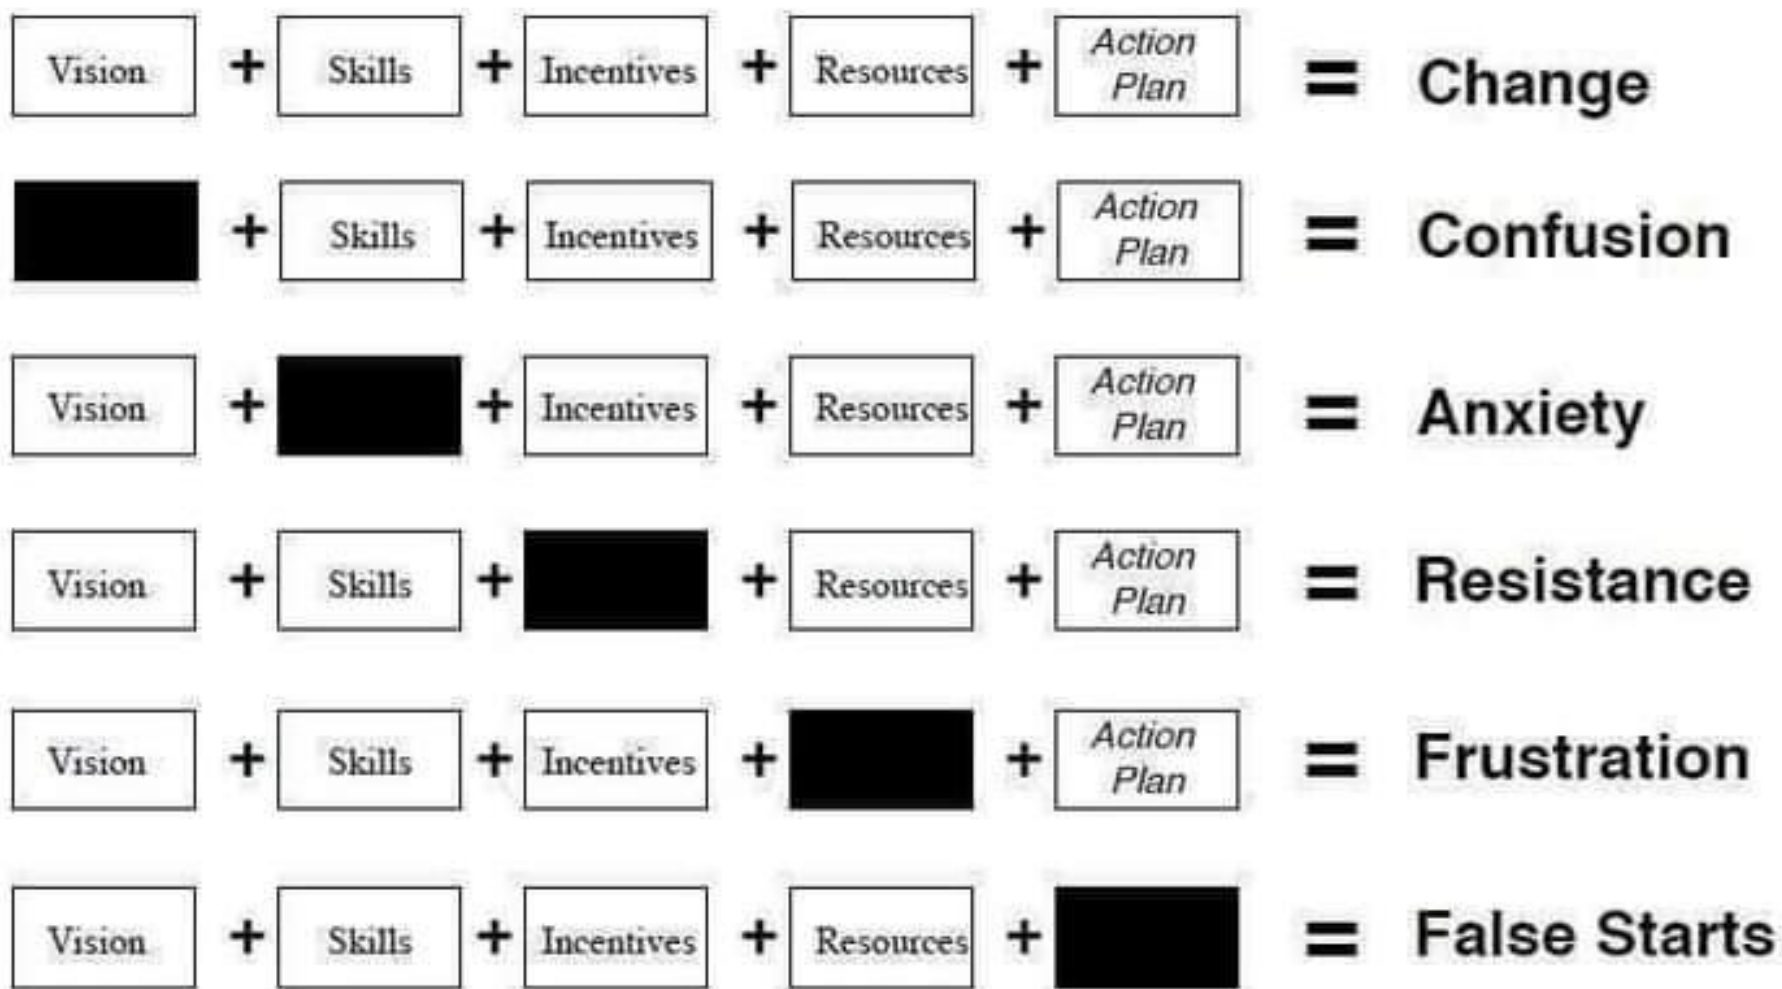 Vision + Skills + Incentives + Resources + Action Plan = Change
+ Skills + Incentives + Resources + Action Plan = Confusion
Vision + + Incentives + Resources + Action Plan = Anxiety
Vision + Skills + + Resources + Action Plan = Resistance
Vision + Skills + Incentives + + Action Plan = Frustration
Vision + Skills + Incentives + Resources + = False Starts